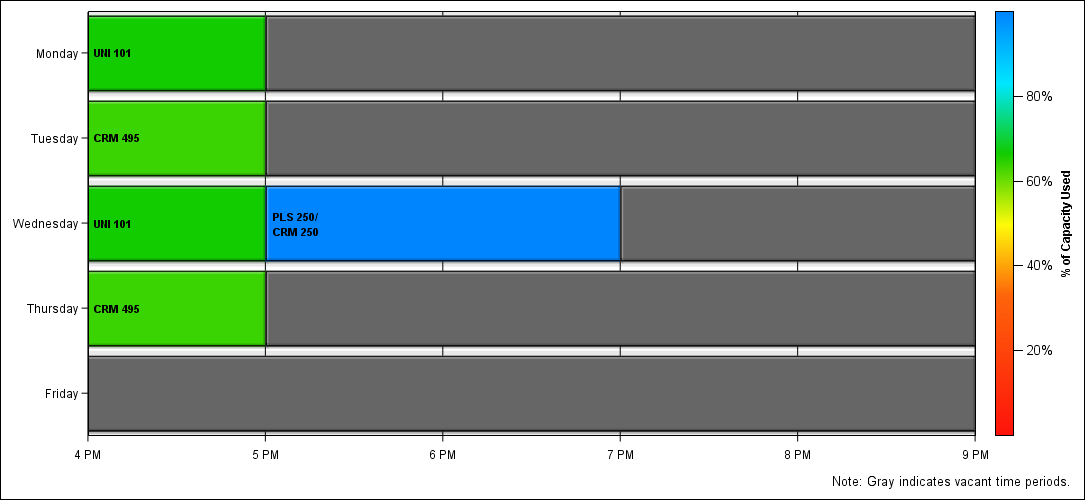 Monday
UNI 101
Tuesday
CRM 495
Wednesday
UNI 101
PLS 250/
CRM 250
Thursday
CRM 495
Friday
4 PM
5 PM
6 PM
7 PM
8 PM
9 PM
80%
60%
40%
20%
% of Capacity Used
Note: Gray indicates vacant time periods.